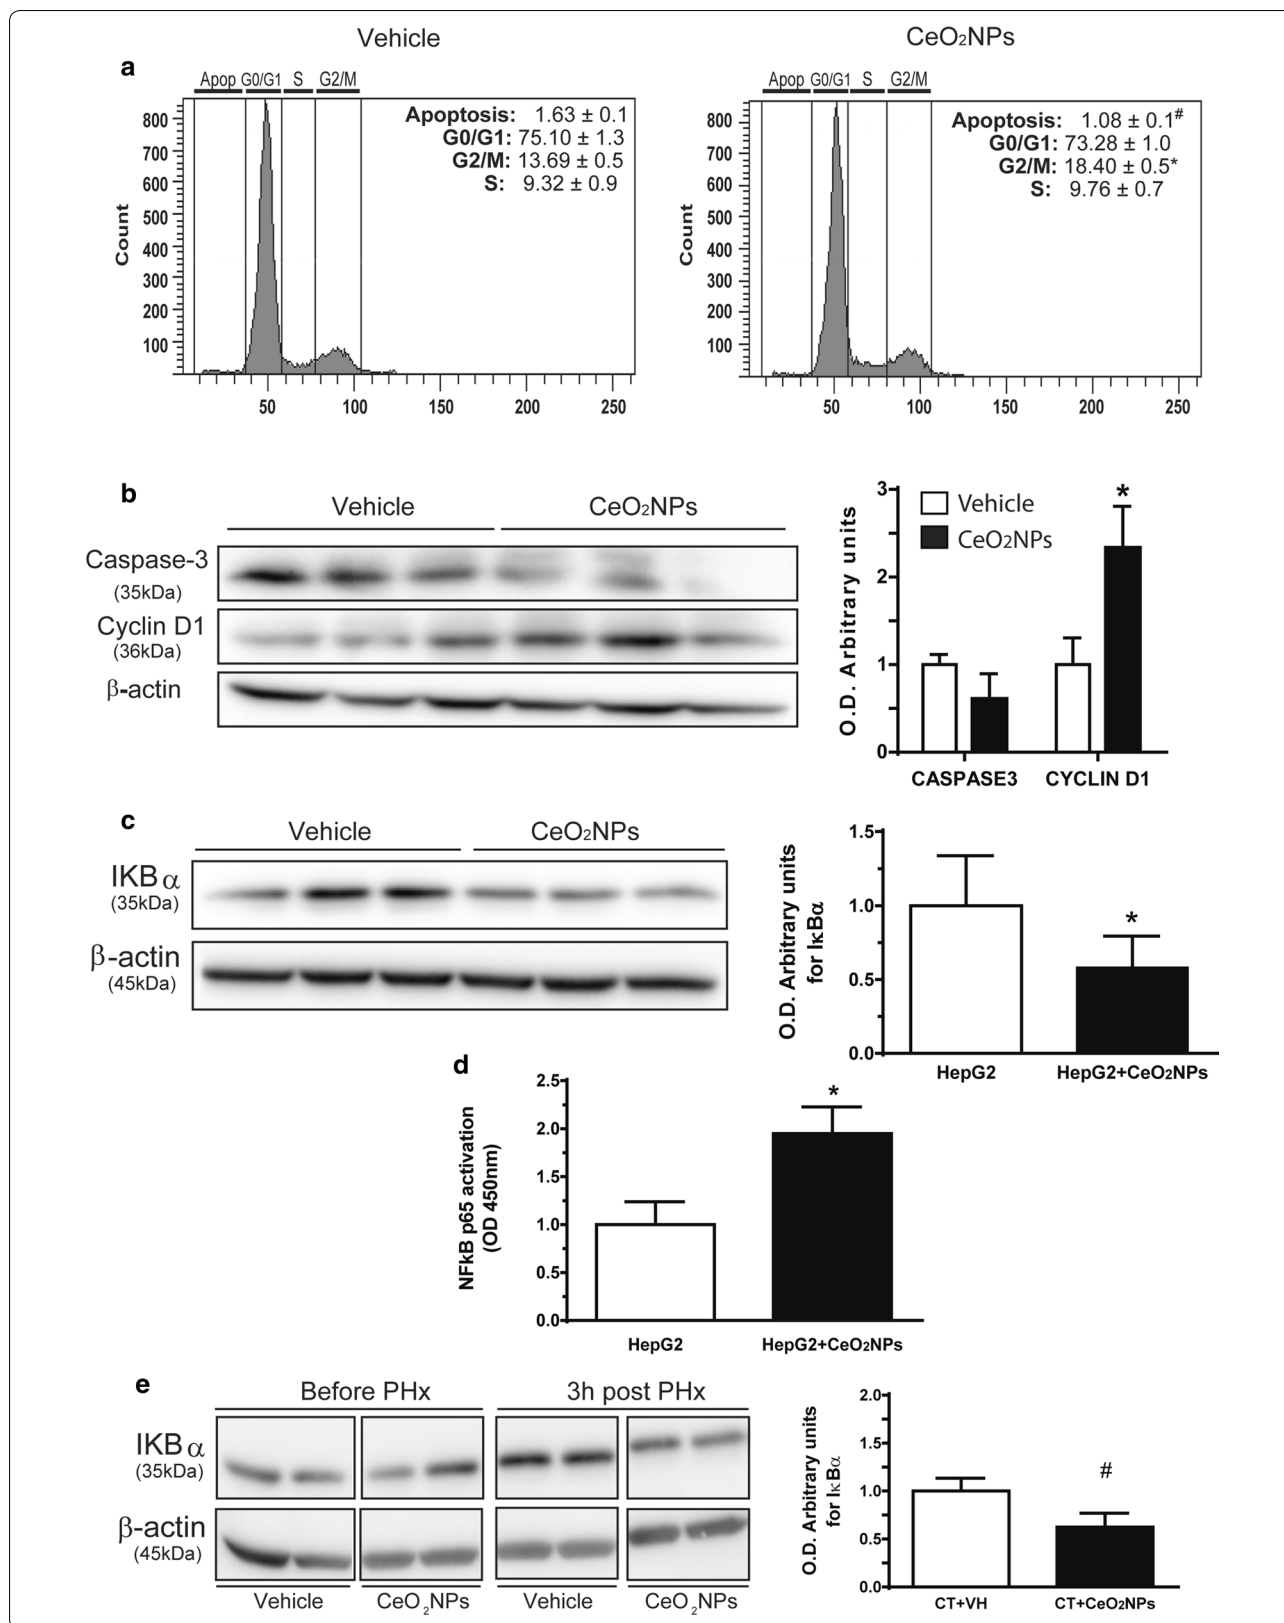 Vehicle
CeO2NPs
a
Apop G0/G1 S G2/M
Apop G0/G1 S G2/M
Apoptosis: 1.63 ± 0.1
G0/G1: 75.10 ± 1.3
G2/M: 13.69 ± 0.5
S: 9.32 ± 0.9
Count
800
700
600
500
400
300
200
100
50 100 150 200 250
Apoptosis: 1.08 ± 0.1#
G0/G1: 73.28 ± 1.0
G2/M: 18.40 ± 0.5*
S: 9.76 ± 0.7
Count
800
700
600
500
400
300
200
100
50 100 150 200 250
b
Vehicle
CeO2NPs
Caspase-3
(35kDa)
Cyclin D1
(36kDa)
β-actin
O.D. Arbitrary units
3
2
1
0
Vehicle
CeO2NPs
*
CASPASE3 CYCLIN D1
c
Vehicle
CeO2NPs
IKBα
(35kDa)
β-actin
(45kDa)
O.D. Arbitrary units
for IκBα
1.5
1.0
0.5
0.0
*
HepG2 HepG2+CeO2NPs
d
NFkB p65 activation
(OD 450nm)
2.5
2.0
1.5
1.0
0.5
0.0
*
HepG2 HepG2+CeO2NPs
e
Before PHx
3h post PHx
IKBα
(35kDa)
β-actin
(45kDa)
Vehicle CeO2NPs Vehicle CeO2NPs
O.D. Arbitrary units
for IκBα
2.0
1.5
1.0
0.5
0.0
#
CT+VH CT+CeO2NPs